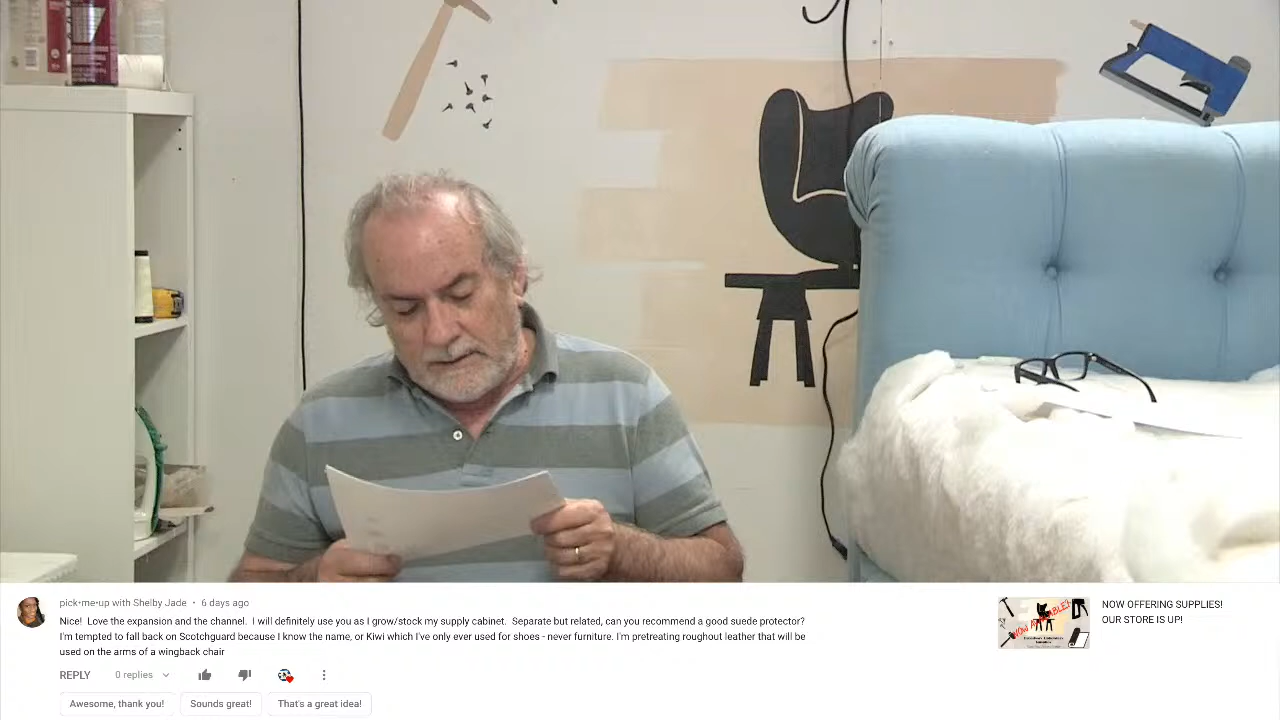 pick•me•up with Shelby Jade • 6 days ago
Nice! Love the expansion and the channel. I will definitely use your store to grow/stock my supply cabinet. Separate but related, can you recommend a good suede protector?
I'm tempted to fall back on Scotchguard because I know the name, or Kiwi which I've only ever used for shoes - never furniture. I'm pretreating roughout leather that will be
used on the arms of a wingback chair
REPLY 0 replies
Awesome, thank you! Sounds great! That's a great idea!
NOW OFFERING SUPPLIES!
OUR STORE IS UP!